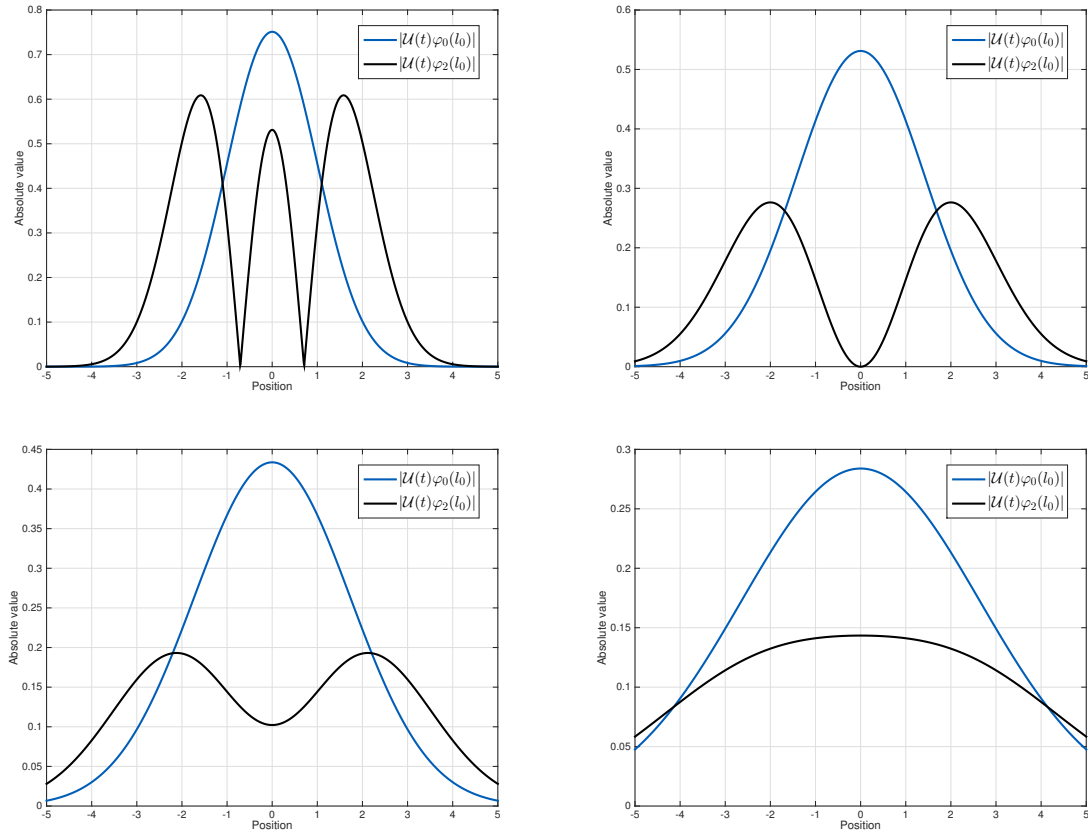 0.8
0.7
0.6
0.5
0.4
0.3
0.2
0.1
0
Absolute value
-5 -4 -3 -2 -1 0 1 2 3 4 5
Position
|𝒰(t)φ₀(l₀)|
|𝒰(t)φ₂(l₀)|
0.6
0.5
0.4
0.3
0.2
0.1
0
Absolute value
-5 -4 -3 -2 -1 0 1 2 3 4 5
Position
|𝒰(t)φ₀(l₀)|
|𝒰(t)φ₂(l₀)|
0.45
0.4
0.35
0.3
0.25
0.2
0.15
0.1
0.05
0
Absolute value
-5 -4 -3 -2 -1 0 1 2 3 4 5
Position
|𝒰(t)φ₀(l₀)|
|𝒰(t)φ₂(l₀)|
0.3
0.25
0.2
0.15
0.1
0.05
0
Absolute value
-5 -4 -3 -2 -1 0 1 2 3 4 5
Position
|𝒰(t)φ₀(l₀)|
|𝒰(t)φ₂(l₀)|